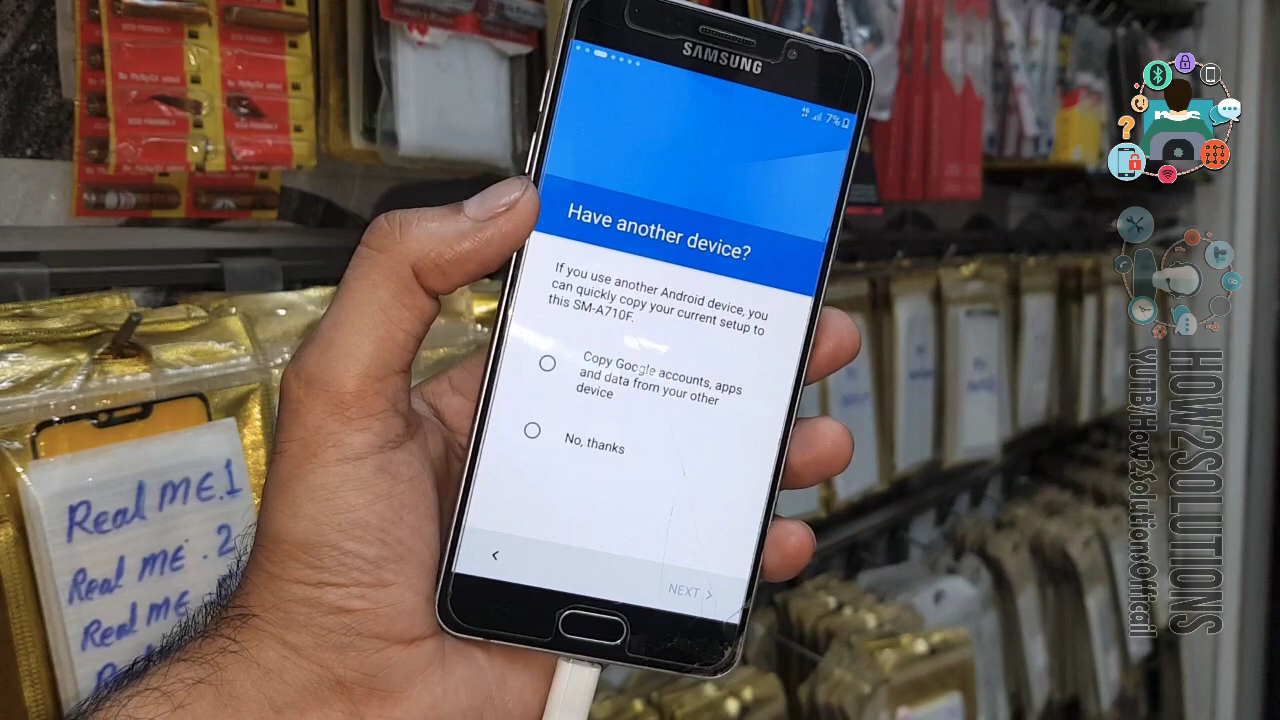 SAMSUNG
7%
Have another device?
If you use another Android device, you
can quickly copy your current setup to
this SM-A710F.
Copy Google accounts, apps
and data from your other
device
No, thanks
NEXT
Real ME.1
Real ME.2
Real ME
HOW2SOLUTIONS
YUTB/How2SolutionsOfficail